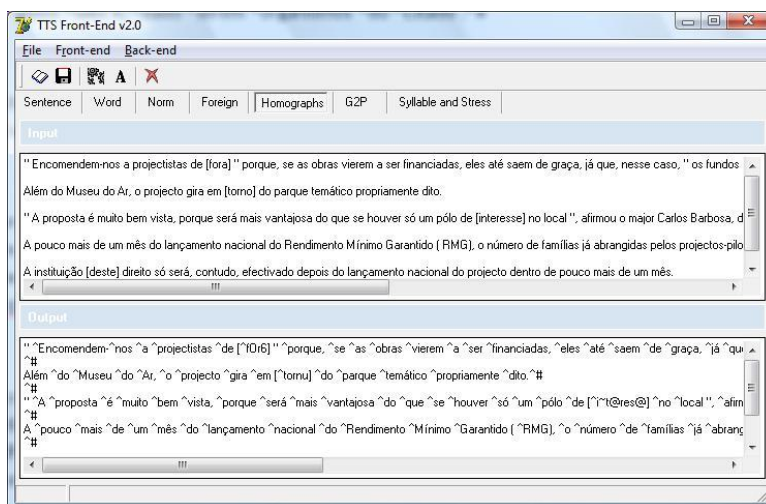 TTS Front-End v2.0
File Front-end Back-end
A
Sentence Word Norm Foreign Homographs G2P Syllable and Stress
Input
" Encomendem-nos a projectistas de [fora] " porque, se as obras vierem a ser financiadas, eles até saem de graça, já que, nesse caso, " os fundos
Além do Museu do Ar, o projecto gira em [torno] do parque temático propriamente dito.
" A proposta é muito bem vista, porque será mais vantajosa do que se houver só um pólo de [interesse] no local ", afirmou o major Carlos Barbosa, d
A pouco mais de um mês do lançamento nacional do Rendimento Mínimo Garantido ( RMG), o número de famílias já abrangidas pelos projectos-pilo
A instituição [deste] direito só será, contudo, efectivado depois do lançamento nacional do projecto dentro de pouco mais de um mês.
Output
" ^Encomendem-^nos ^a ^projectistas ^de [^fOr6] " ^porque, ^se ^as ^obras ^vierem ^a ^ser ^financiadas, ^eles ^até ^saem ^de ^graça, ^já ^qu
^#
Além ^do ^Museu ^do ^Ar, ^o ^projecto ^gira ^em [^tornu] ^do ^parque ^temático ^propriamente ^dito.^#
^#
" ^A ^proposta ^é ^muito ^bem ^vista, ^porque ^será ^mais ^vantajosa ^do ^que ^se ^houver ^só ^um ^pólo ^de [^i~t@res@] ^no ^local ", ^afirn
^#
A ^pouco ^mais ^de ^um ^mês ^do ^lançamento ^nacional ^do ^Rendimento ^Mínimo ^Garantido ( ^RMG), ^o ^número ^de ^famílias ^já ^abrang
^#